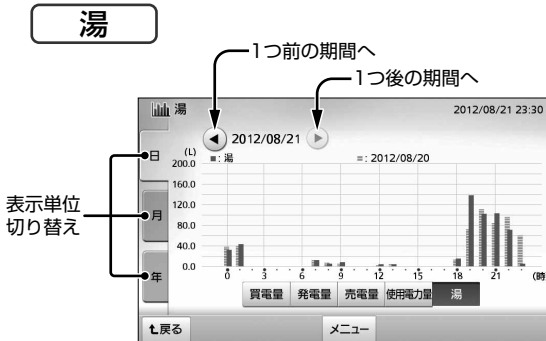 湯
1つ前の期間へ
1つ後の期間へ
湯
2012/08/21 23:30
2012/08/21
日
月
年
表示単位
切り替え
(L)
■: 湯
≡: 2012/08/20
200.0
160.0
120.0
80.0
40.0
0.0
0 3 6 9 12 15 18 21 (時
買電量 発電量 売電量 使用電力量 湯
戻る
メニュー